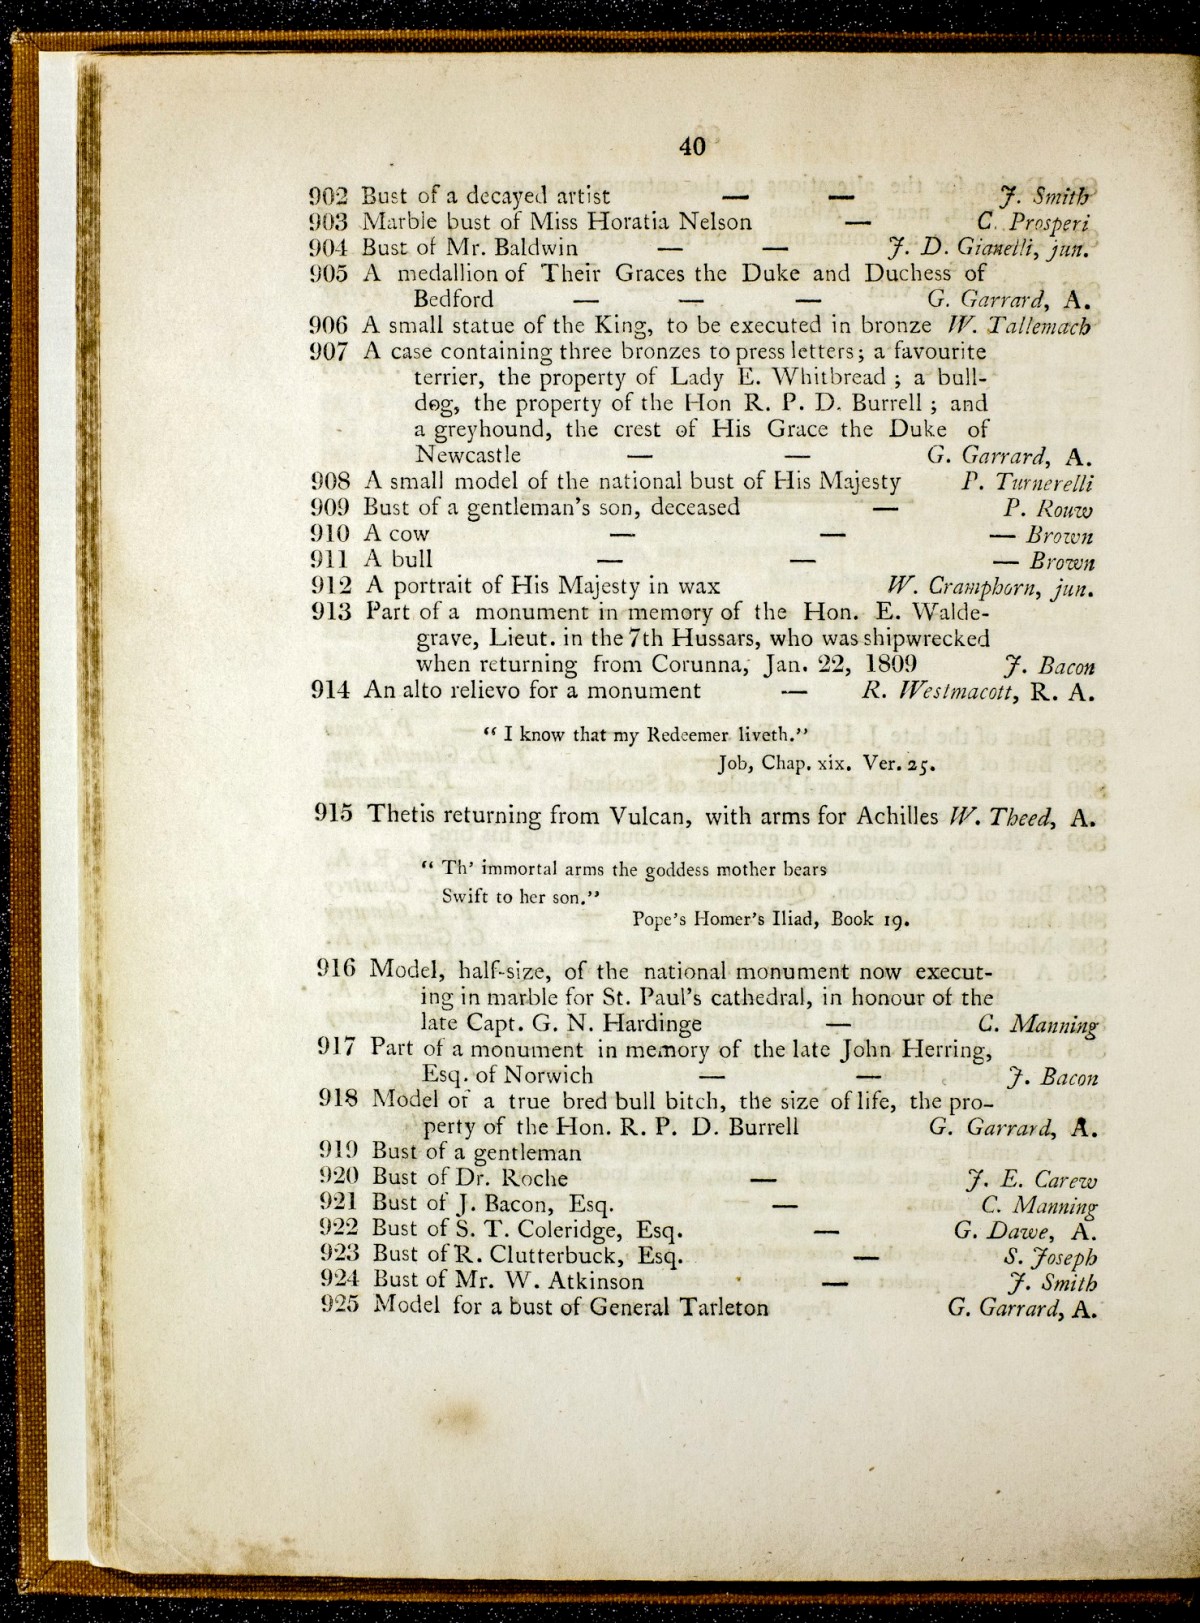 40
902 Bust of a decayed artist — — J. Smith
903 Marble bust of Miss Horatia Nelson — C. Prosperi
904 Bust of Mr. Baldwin — — J. D. Gianelli, jun.
905 A medallion of Their Graces the Duke and Duchess of
Bedford — — — G. Garrard, A.
906 A small statue of the King, to be executed in bronze W. Tallemach
907 A case containing three bronzes to press letters; a favourite
terrier, the property of Lady E. Whitbread ; a bull-
dog, the property of the Hon R. P. D. Burrell ; and
a greyhound, the crest of His Grace the Duke of
Newcastle — — G. Garrard, A.
908 A small model of the national bust of His Majesty P. Turnerelli
909 Bust of a gentleman's son, deceased — P. Rouw
910 A cow — — — Brown
911 A bull — — — Brown
912 A portrait of His Majesty in wax W. Cramphorn, jun.
913 Part of a monument in memory of the Hon. E. Walde-
grave, Lieut. in the 7th Hussars, who was shipwrecked
when returning from Corunna, Jan. 22, 1809 J. Bacon
914 An alto relievo for a monument — R. Westmacott, R. A.
“ I know that my Redeemer liveth.”
Job, Chap. xix. Ver. 25.
915 Thetis returning from Vulcan, with arms for Achilles W. Theed, A.
“ Th' immortal arms the goddess mother bears
Swift to her son.”
Pope's Homer's Iliad, Book 19.
916 Model, half-size, of the national monument now execut-
ing in marble for St. Paul's cathedral, in honour of the
late Capt. G. N. Hardinge — C. Manning
917 Part of a monument in memory of the late John Herring,
Esq. of Norwich — — J. Bacon
918 Model of a true bred bull bitch, the size of life, the pro-
perty of the Hon. R. P. D. Burrell G. Garrard, A.
919 Bust of a gentleman
920 Bust of Dr. Roche — J. E. Carew
921 Bust of J. Bacon, Esq. — C. Manning
922 Bust of S. T. Coleridge, Esq. — G. Dawe, A.
923 Bust of R. Clutterbuck, Esq. — S. Joseph
924 Bust of Mr. W. Atkinson — J. Smith
925 Model for a bust of General Tarleton G. Garrard, A.